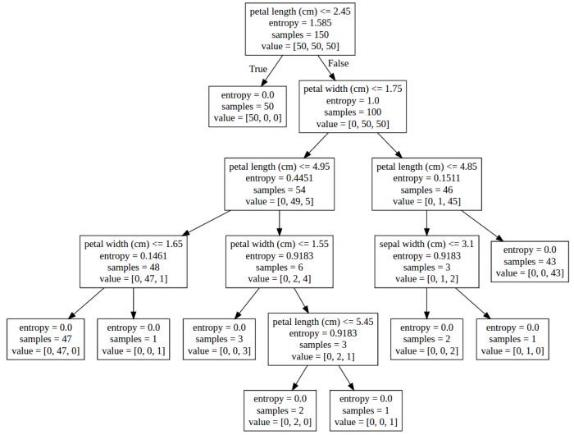 petal length (cm) <= 2.45
entropy = 1.585
samples = 150
value = [50, 50, 50]
True
False
entropy = 0.0
samples = 50
value = [50, 0, 0]
petal width (cm) <= 1.75
entropy = 1.0
samples = 100
value = [0, 50, 50]
petal length (cm) <= 4.95
entropy = 0.4451
samples = 54
value = [0, 49, 5]
petal length (cm) <= 4.85
entropy = 0.1511
samples = 46
value = [0, 1, 45]
petal width (cm) <= 1.65
entropy = 0.1461
samples = 48
value = [0, 47, 1]
petal width (cm) <= 1.55
entropy = 0.9183
samples = 6
value = [0, 2, 4]
sepal width (cm) <= 3.1
entropy = 0.9183
samples = 3
value = [0, 1, 2]
entropy = 0.0
samples = 43
value = [0, 0, 43]
entropy = 0.0
samples = 47
value = [0, 47, 0]
entropy = 0.0
samples = 1
value = [0, 0, 1]
entropy = 0.0
samples = 3
value = [0, 0, 3]
petal length (cm) <= 5.45
entropy = 0.9183
samples = 3
value = [0, 2, 1]
entropy = 0.0
samples = 2
value = [0, 0, 2]
entropy = 0.0
samples = 1
value = [0, 1, 0]
entropy = 0.0
samples = 2
value = [0, 2, 0]
entropy = 0.0
samples = 1
value = [0, 0, 1]